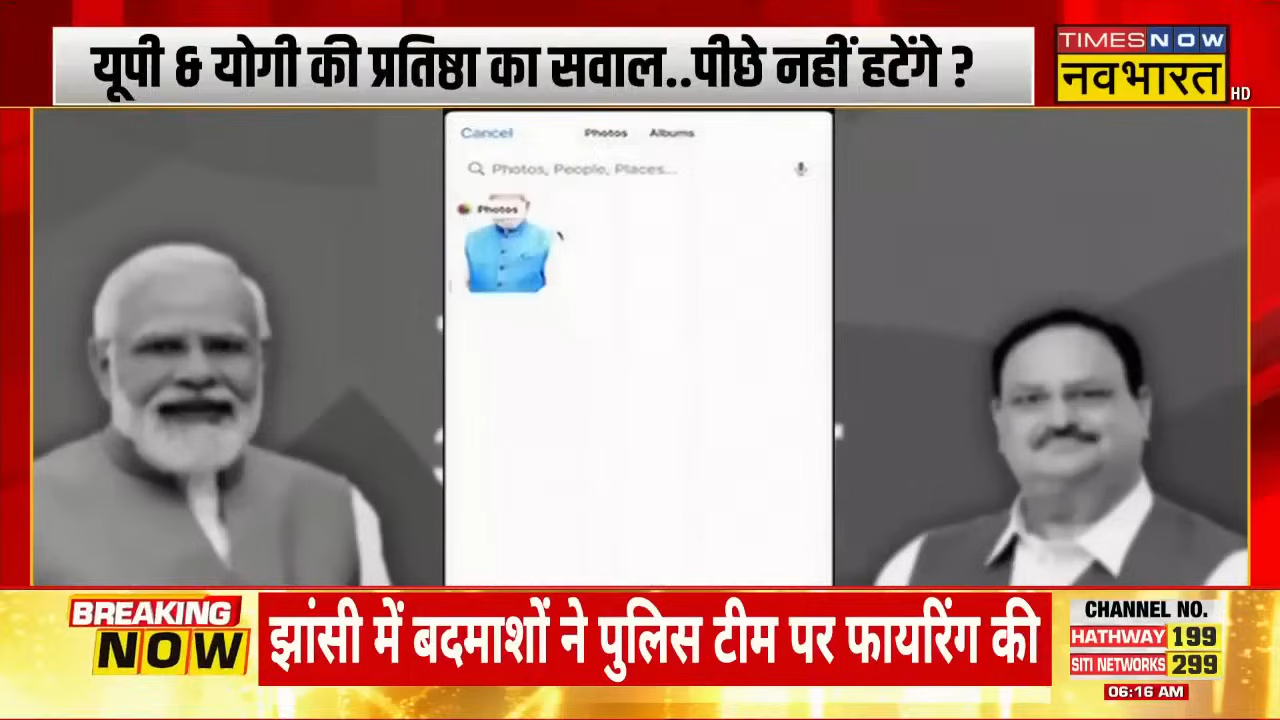 यूपी & योगी की प्रतिष्ठा का सवाल..पीछे नहीं हटेंगे ?
TIMES NOW
नवभारत
HD
Cancel Photos Albums
Photos, People, Places...
Photos
BREAKING
NOW
झांसी में बदमाशों ने पुलिस टीम पर फायरिंग की
CHANNEL NO.
HATHWAY 199
SITI NETWORKS 299
06:16 AM